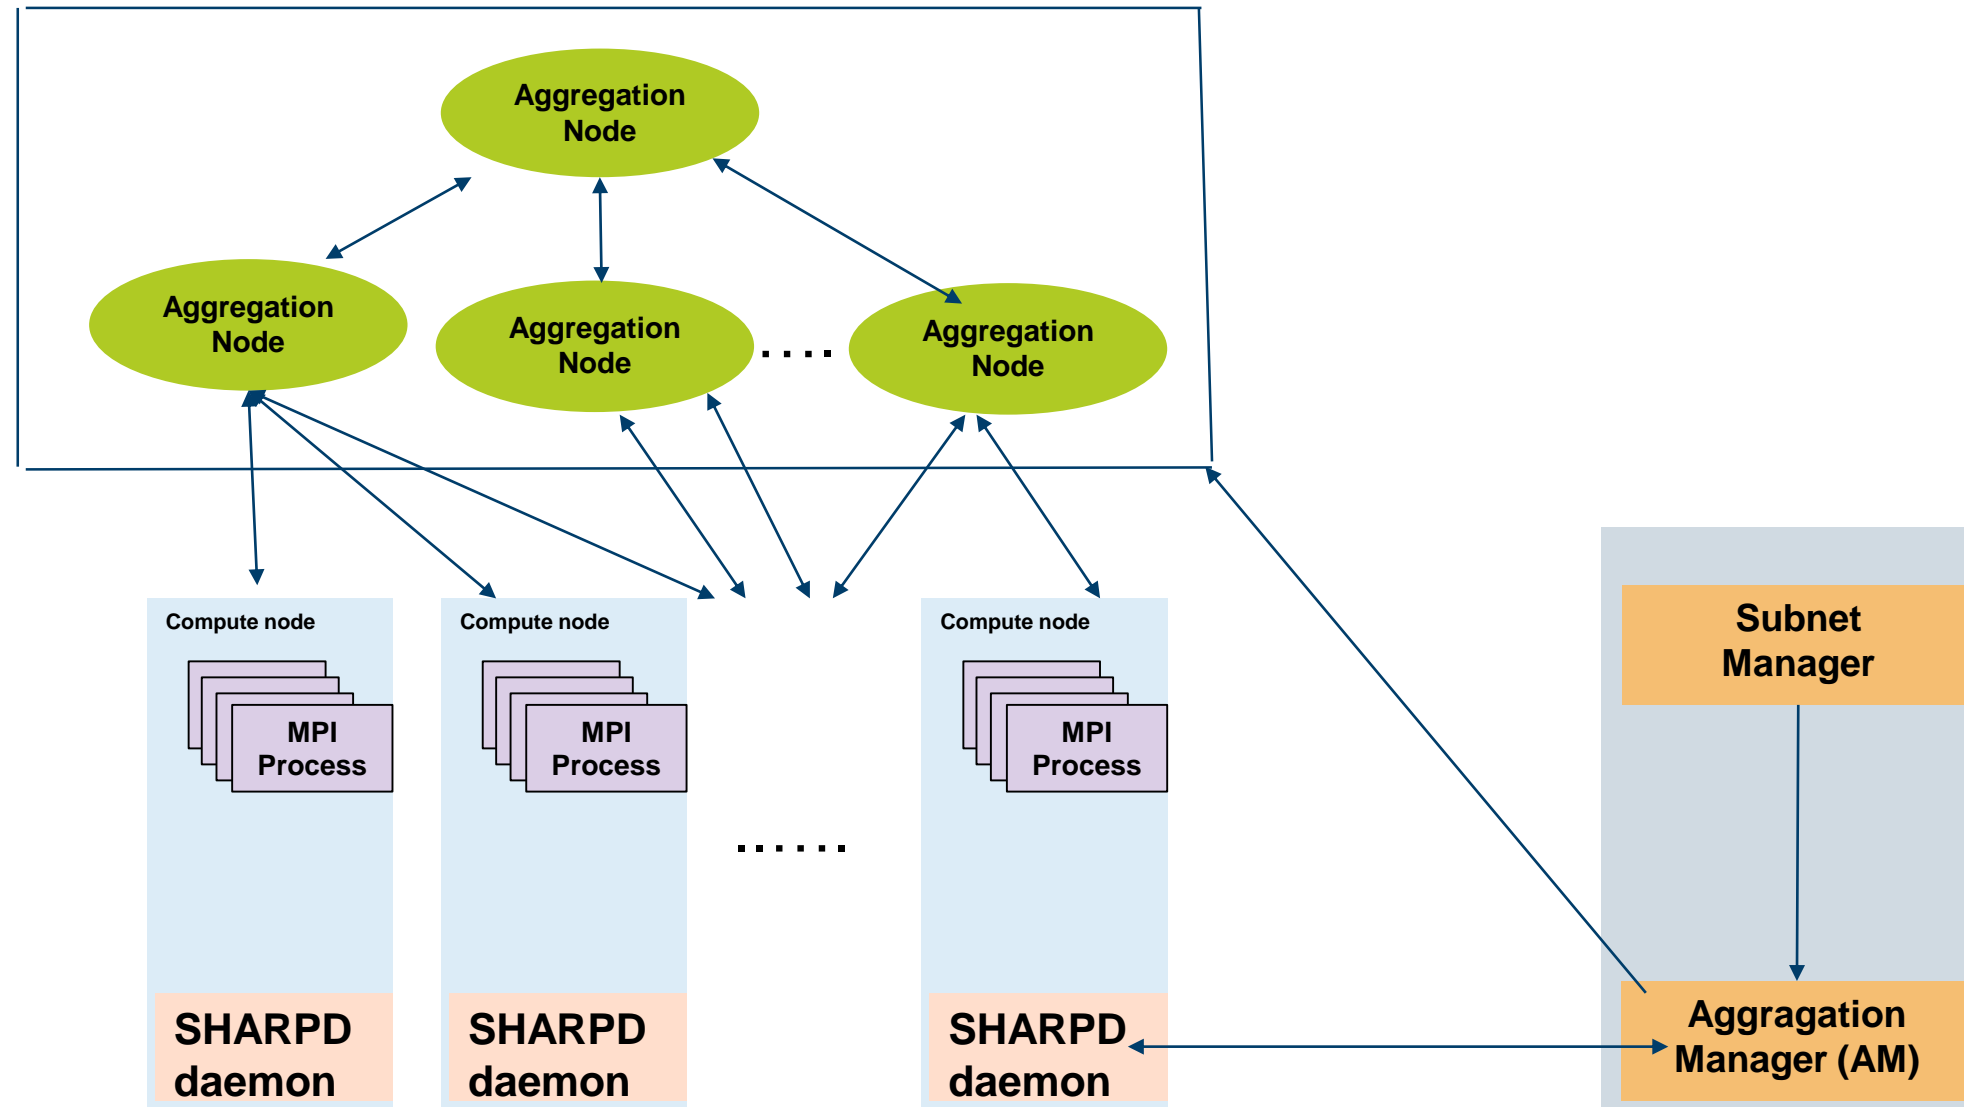 Aggregation
Node
Aggregation
Node
Aggregation
Node
....
Aggregation
Node
Compute node
MPI
Process
SHARPD
daemon
Compute node
MPI
Process
SHARPD
daemon
......
Compute node
MPI
Process
SHARPD
daemon
Subnet
Manager
Aggragation
Manager (AM)